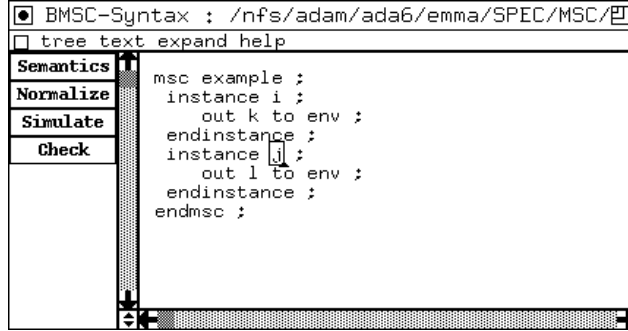 BMSC-Syntax : /nfs/adam/ada6/emma/SPEC/MSC/
tree text expand help
Semantics
Normalize
Simulate
Check
msc example ;
instance i ;
out k to env ;
endinstance ;
instance j ;
out l to env ;
endinstance ;
endmsc ;